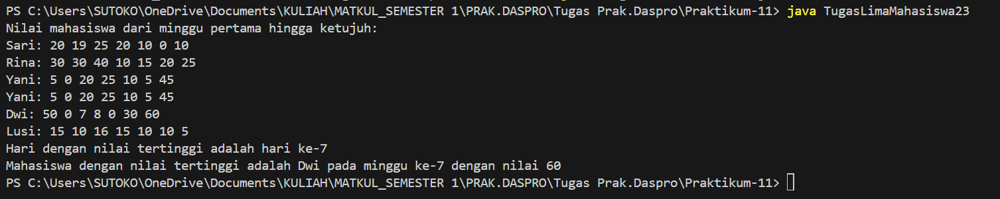 PS C:\Users\SUTOKO\OneDrive\Documents\KULIAH\MATKUL_SEMESTER 1\PRAK.DASPRO\Tugas Prak.Daspro\Praktikum-11> java TugasLimaMahasiswa23
Nilai mahasiswa dari minggu pertama hingga ketujuh:
Sari: 20 19 25 20 10 0 10
Rina: 30 30 40 10 15 20 25
Yani: 5 0 20 25 10 5 45
Yani: 5 0 20 25 10 5 45
Dwi: 50 0 7 8 0 30 60
Lusi: 15 10 16 15 10 10 5
Hari dengan nilai tertinggi adalah hari ke-7
Mahasiswa dengan nilai tertinggi adalah Dwi pada minggu ke-7 dengan nilai 60
PS C:\Users\SUTOKO\OneDrive\Documents\KULIAH\MATKUL_SEMESTER 1\PRAK.DASPRO\Tugas Prak.Daspro\Praktikum-11>